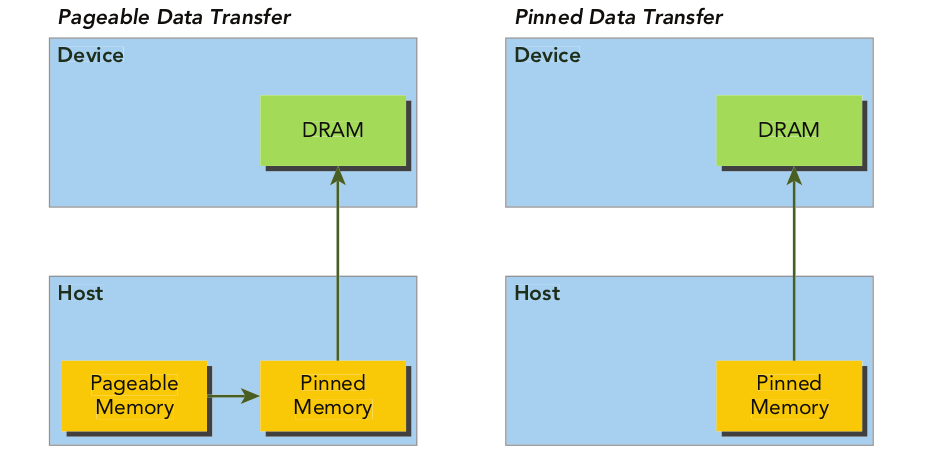 Pageable Data Transfer
Device
DRAM
Host
Pageable
Memory
Pinned
Memory
Pinned Data Transfer
Device
DRAM
Host
Pinned
Memory